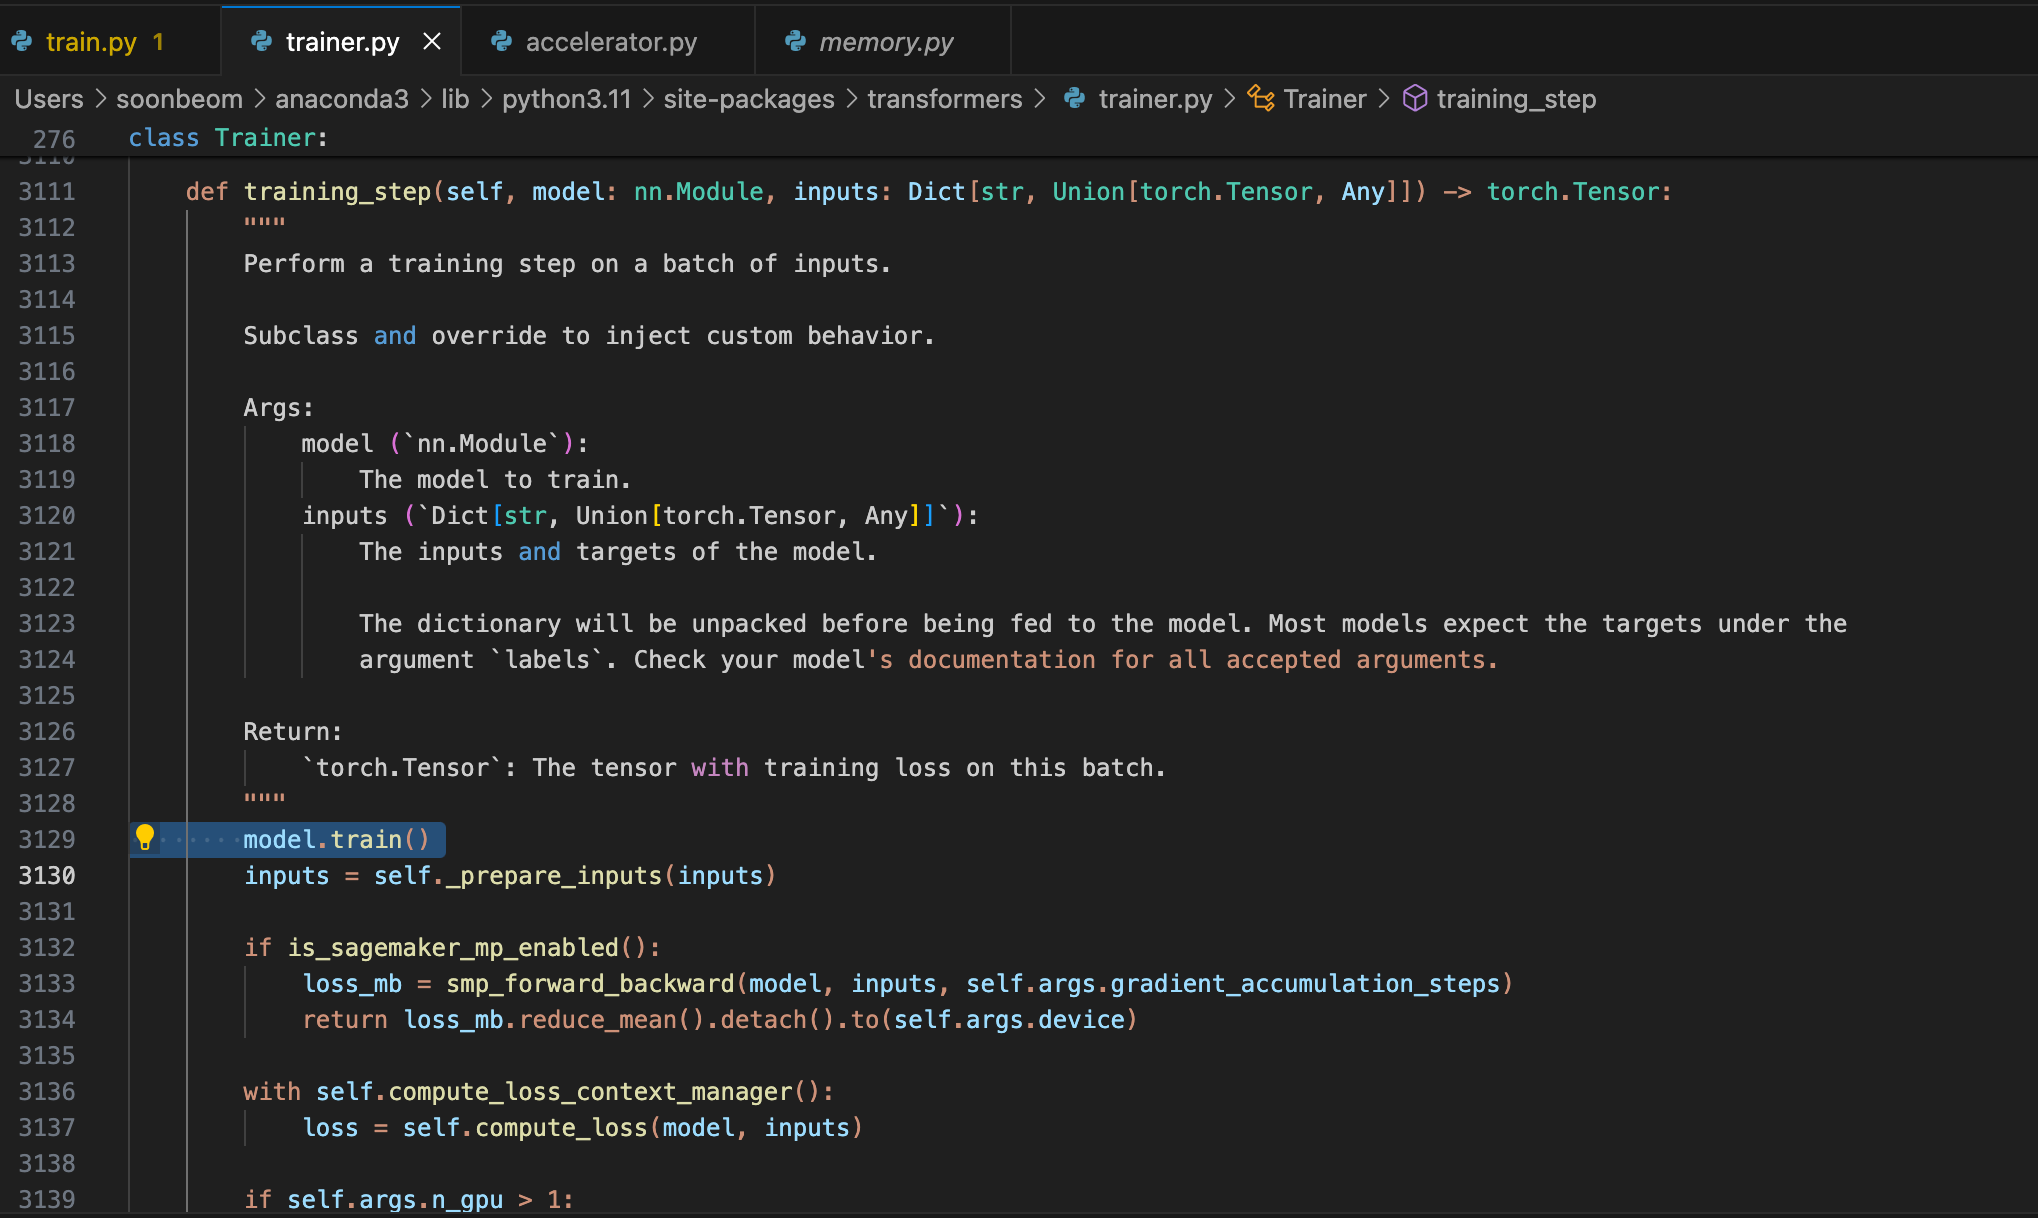 train.py 1 trainer.py accelerator.py memory.py
Users > soonbeom > anaconda3 > lib > python3.11 > site-packages > transformers > trainer.py > Trainer > training_step
276 class Trainer:
3110
3111 def training_step(self, model: nn.Module, inputs: Dict[str, Union[torch.Tensor, Any]]) -> torch.Tensor:
3112 """
3113 Perform a training step on a batch of inputs.
3114
3115 Subclass and override to inject custom behavior.
3116
3117 Args:
3118 model (`nn.Module`):
3119 The model to train.
3120 inputs (`Dict[str, Union[torch.Tensor, Any]]`):
3121 The inputs and targets of the model.
3122
3123 The dictionary will be unpacked before being fed to the model. Most models expect the targets under the
3124 argument `labels`. Check your model's documentation for all accepted arguments.
3125
3126 Return:
3127 `torch.Tensor`: The tensor with training loss on this batch.
3128 """
3129 model.train()
3130 inputs = self._prepare_inputs(inputs)
3131
3132 if is_sagemaker_mp_enabled():
3133 loss_mb = smp_forward_backward(model, inputs, self.args.gradient_accumulation_steps)
3134 return loss_mb.reduce_mean().detach().to(self.args.device)
3135
3136 with self.compute_loss_context_manager():
3137 loss = self.compute_loss(model, inputs)
3138
3139 if self.args.n_gpu > 1: